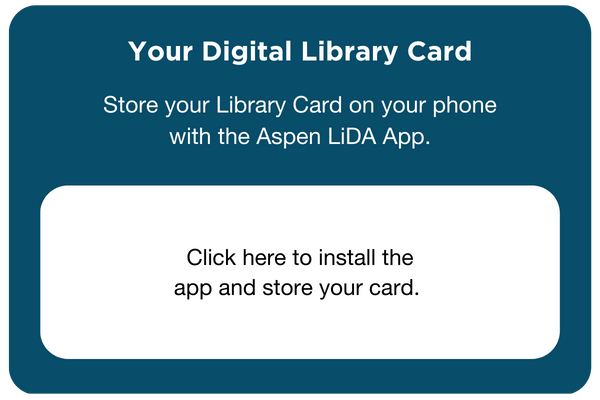 Your Digital Library Card
Store your Library Card on your phone
with the Aspen LiDA App.
Click here to install the
app and store your card.